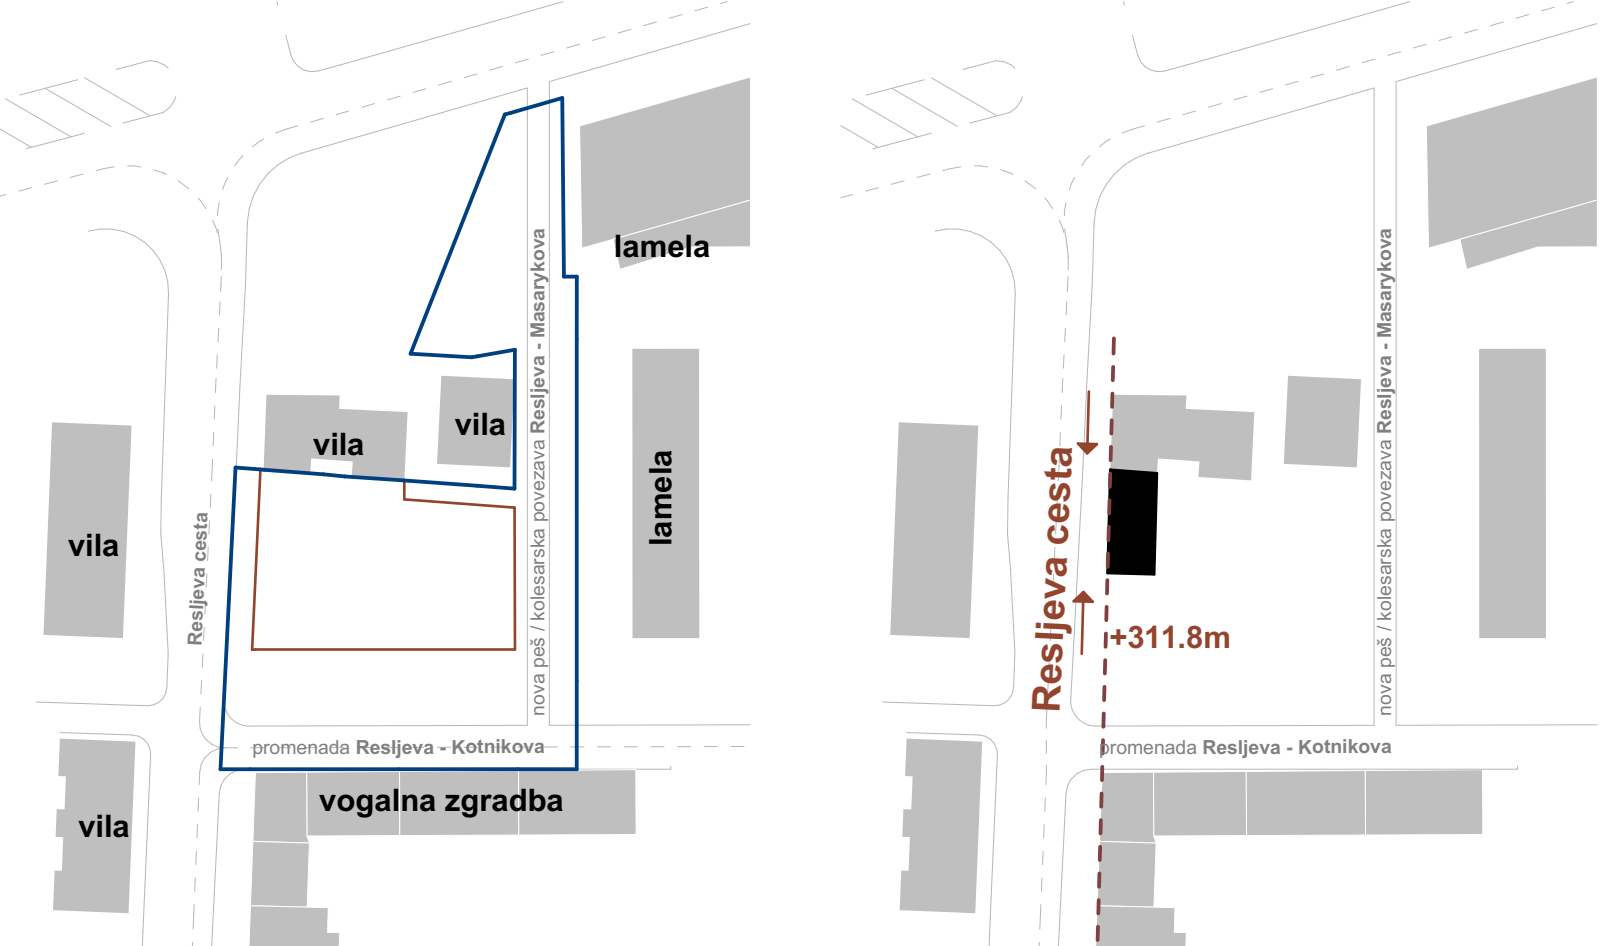 lamela
nova peš / kolesarska povezava Resljeva - Masarykova
vila
vila
lamela
vila
Resljeva cesta
promenada Resljeva - Kotnikova
vogalna zgradba
vila
nova peš / kolesarska povezava Resljeva - Masarykova
Resljeva cesta
+311.8m
promenada Resljeva - Kotnikova